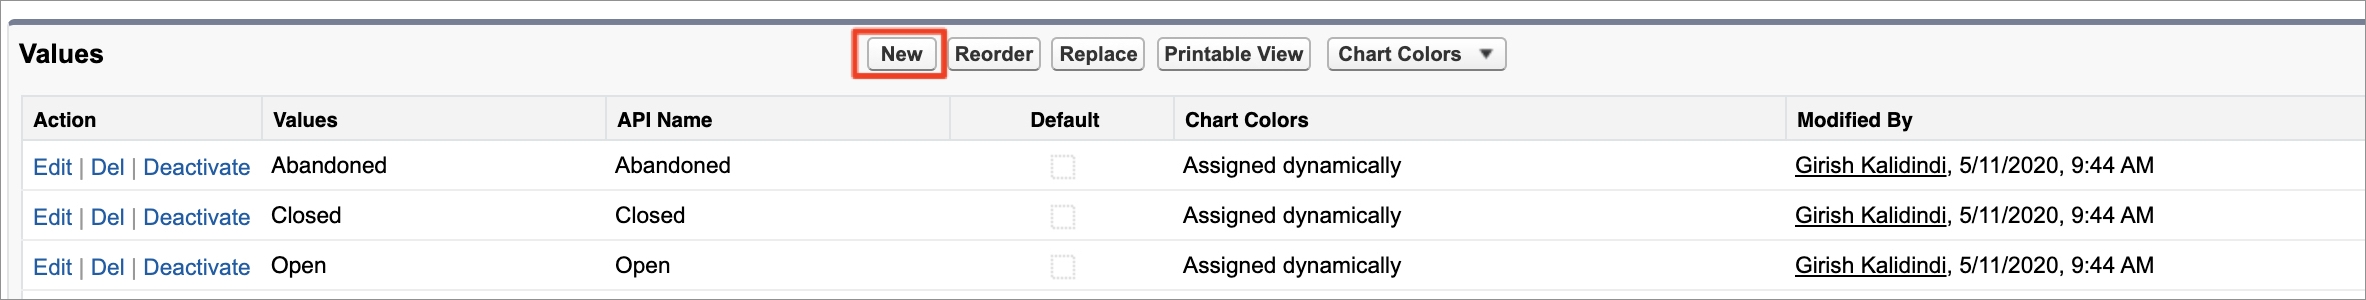 Values New Reorder Replace Printable View Chart Colors
Action Values API Name Default Chart Colors Modified By
Edit | Del | Deactivate Abandoned Abandoned Assigned dynamically Girish Kalidindi, 5/11/2020, 9:44 AM
Edit | Del | Deactivate Closed Closed Assigned dynamically Girish Kalidindi, 5/11/2020, 9:44 AM
Edit | Del | Deactivate Open Open Assigned dynamically Girish Kalidindi, 5/11/2020, 9:44 AM